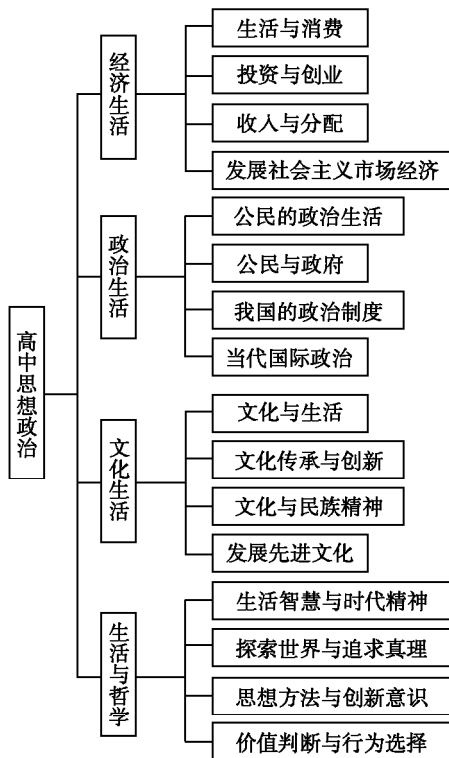 高中思想政治
经济生活
生活与消费
投资与创业
收入与分配
发展社会主义市场经济
政治生活
公民的政治生活
公民与政府
我国的政治制度
当代国际政治
文化生活
文化与生活
文化传承与创新
文化与民族精神
发展先进文化
生活与哲学
生活智慧与时代精神
探索世界与追求真理
思想方法与创新意识
价值判断与行为选择